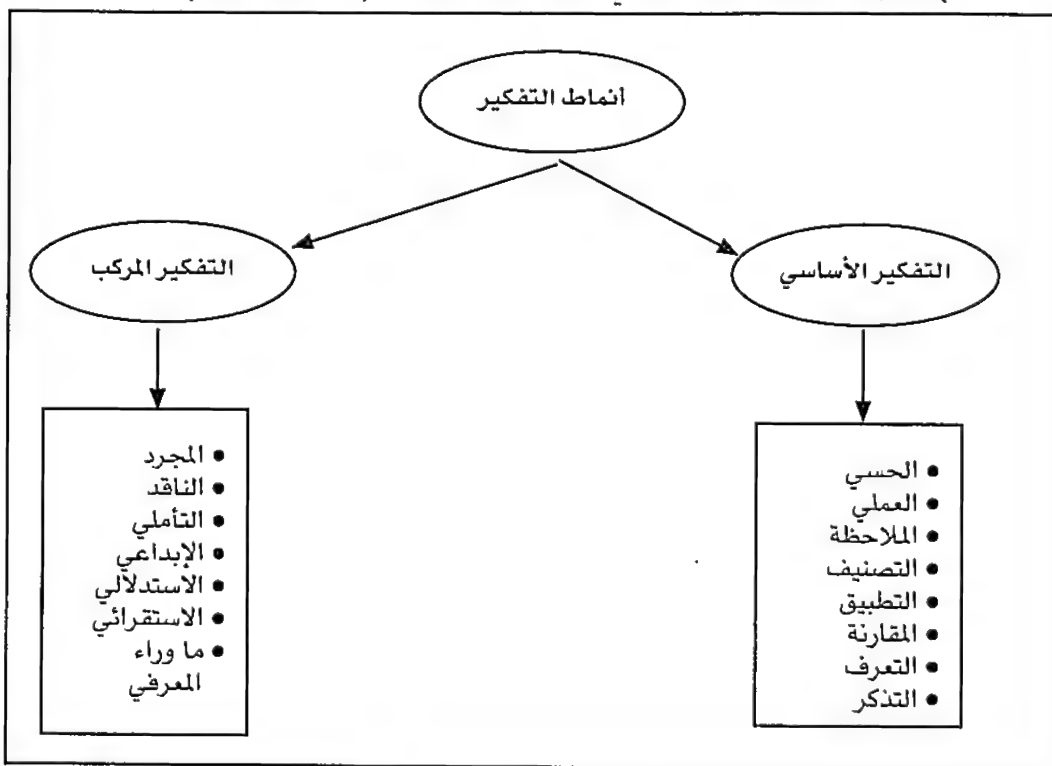 أنماط التفكير
التفكير الأساسي
التفكير المركب
• الحسي
• العملي
• الملاحظة
• التصنيف
• التطبيق
• المقارنة
• التعرف
• التذكر
• المجرد
• الناقد
• التأملي
• الإبداعي
• الاستدلالي
• الاستقرائي
• ما وراء
المعرفي